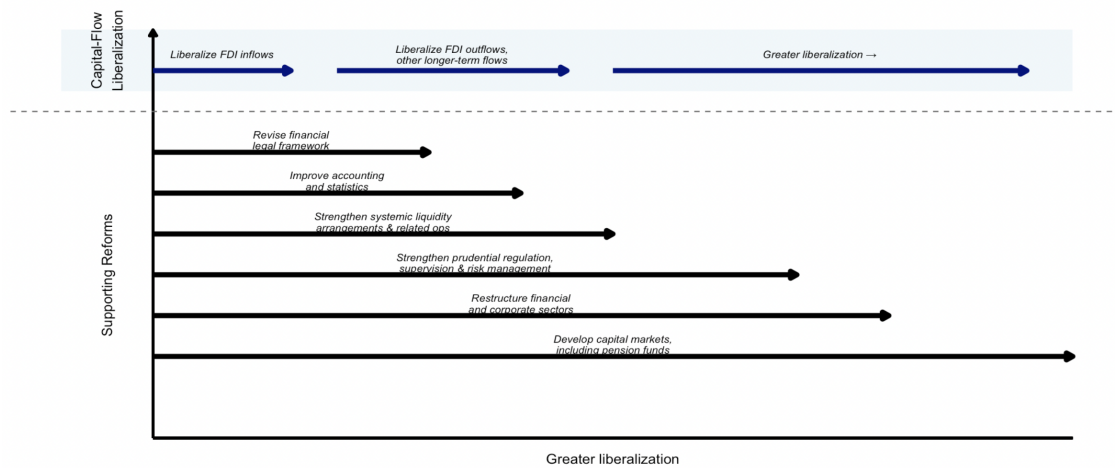 Capital-Flow
Liberalization
Liberalize FDI inflows
Liberalize FDI outflows,
other longer-term flows
Greater liberalization →
Supporting Reforms
Revise financial
legal framework
Improve accounting
and statistics
Strengthen systemic liquidity
arrangements & related ops
Strengthen prudential regulation,
supervision & risk management
Restructure financial
and corporate sectors
Develop capital markets,
including pension funds
Greater liberalization